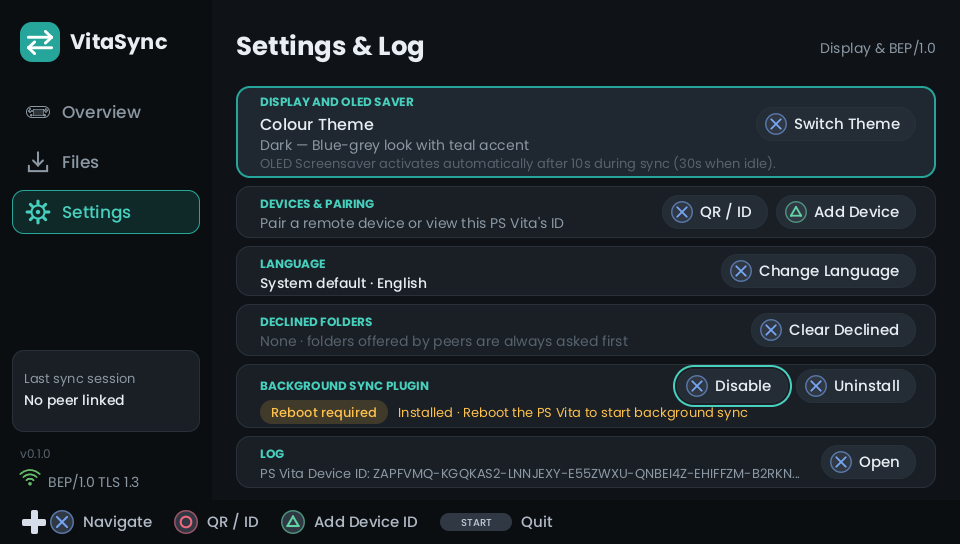 VitaSync
Overview
Files
Settings
Last sync session
No peer linked
v0.1.0
BEP/1.0 TLS 1.3
Settings & Log
Display & BEP/1.0
DISPLAY AND OLED SAVER
Colour Theme
Dark — Blue-grey look with teal accent
OLED Screensaver activates automatically after 10s during sync (30s when idle).
Switch Theme
DEVICES & PAIRING
Pair a remote device or view this PS Vita's ID
QR / ID
Add Device
LANGUAGE
System default · English
Change Language
DECLINED FOLDERS
None · folders offered by peers are always asked first
Clear Declined
BACKGROUND SYNC PLUGIN
Reboot required
Installed · Reboot the PS Vita to start background sync
Disable
Uninstall
LOG
PS Vita Device ID: ZAPFVMQ-KGQKAS2-LNNJEXY-E55ZWXU-QNBEI4Z-EHIFFZM-B2RKN...
Open
Navigate
QR / ID
Add Device ID
START
Quit